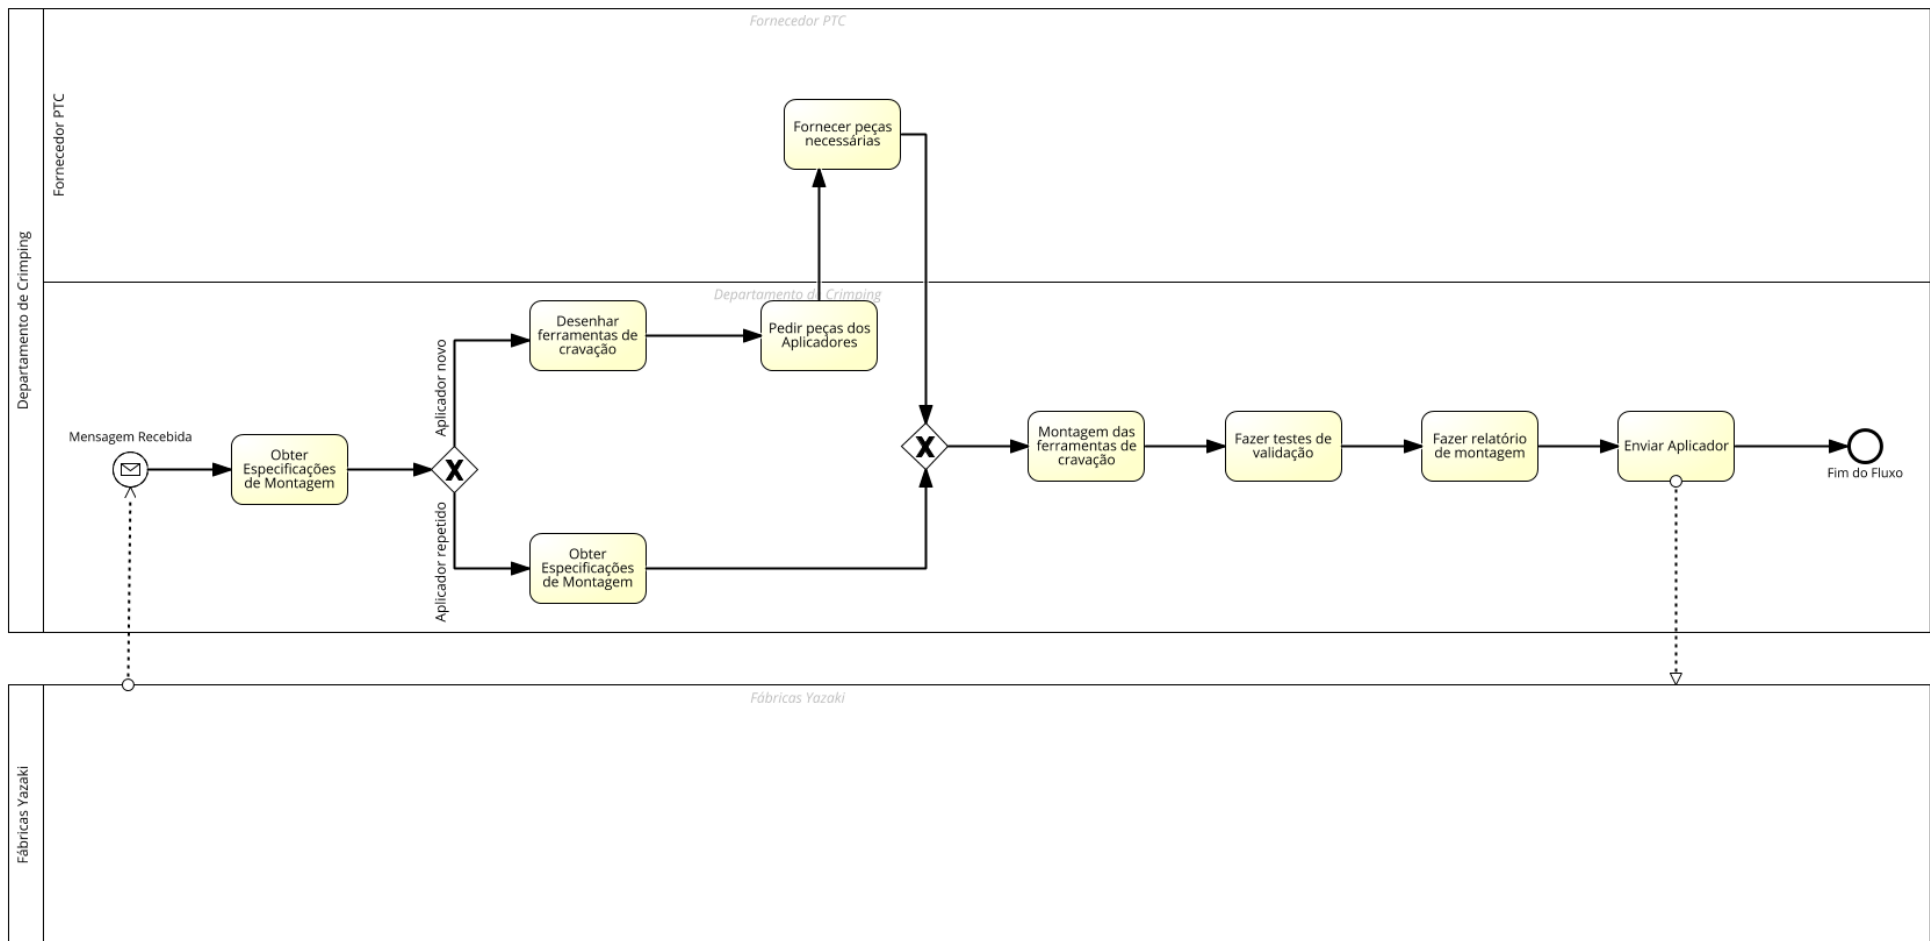 Fornecedor PTC
Departamento de Crimping
Fornecedor PTC
Fornecer peças
necessárias
Departamento de Crimping
Desenhar
ferramentas de
cravação
Pedir peças dos
Aplicadores
Aplicador novo
Mensagem Recebida
Obter
Especificações
de Montagem
X
Aplicador repetido
Obter
Especificações
de Montagem
X
Montagem das
ferramentas de
cravação
Fazer testes de
validação
Fazer relatório
de montagem
Enviar Aplicador
Fim do Fluxo
Fábricas Yazaki
Fábricas Yazaki